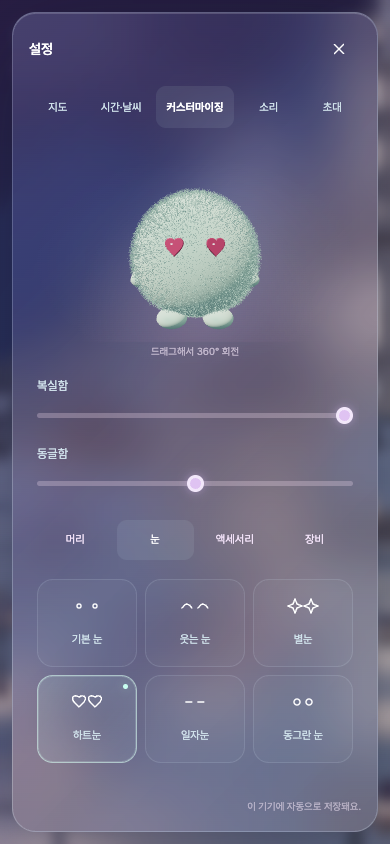 설정
지도 시간·날씨 커스터마이징 소리 초대
드래그해서 360° 회전
복실함
동글함
머리 눈 액세서리 장비
기본 눈 웃는 눈 별눈
하트눈 일자눈 동그란 눈
이 기기에 자동으로 저장돼요.